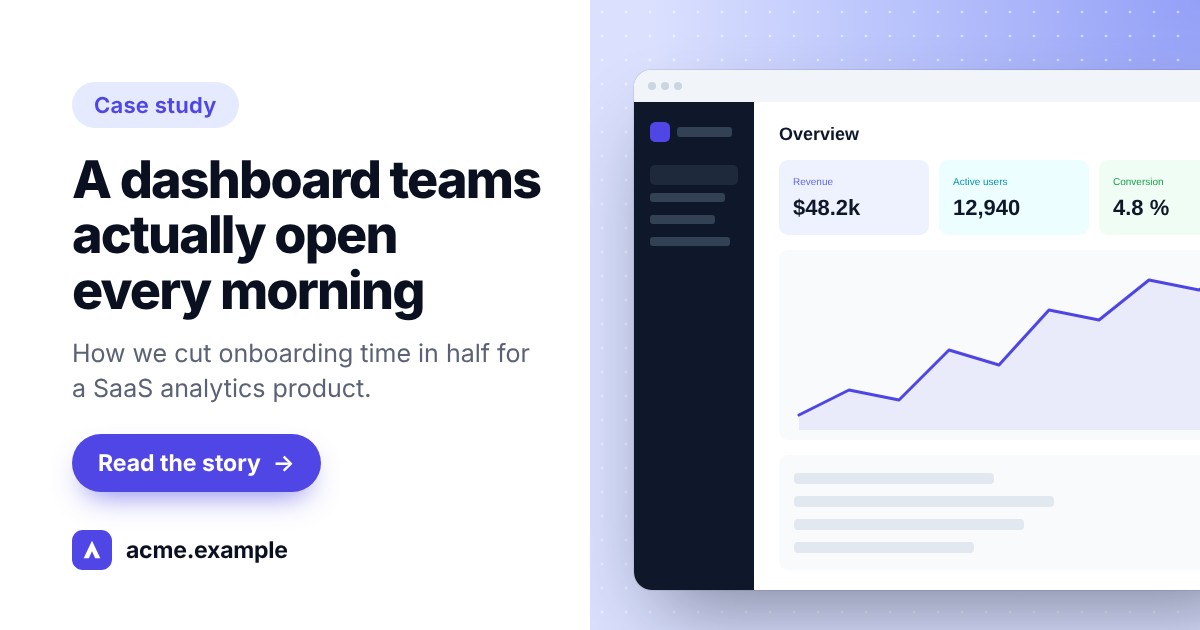 Case study
A dashboard teams
actually open
every morning
How we cut onboarding time in half for
a SaaS analytics product.
Read the story →
acme.example
Overview
Revenue
$48.2k
Active users
12,940
Conversion
4.8 %